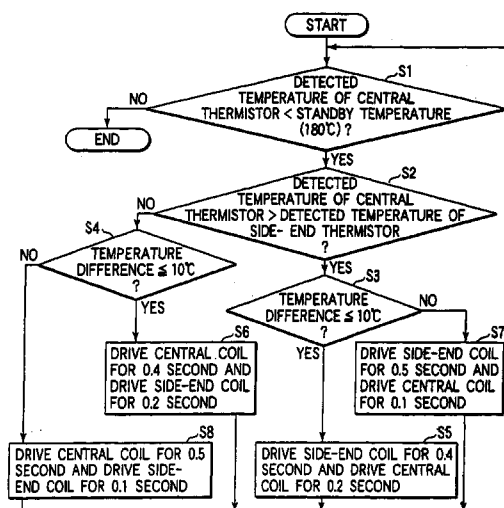 START
S1
DETECTED
TEMPERATURE OF CENTRAL
THERMISTOR < STANDBY TEMPERATURE
(180℃) ?
NO
END
YES
S2
DETECTED
TEMPERATURE OF CENTRAL
THERMISTOR > DETECTED TEMPERATURE OF
SIDE- END THERMISTOR
?
NO
YES
S4
TEMPERATURE
DIFFERENCE ≦ 10℃
?
NO
YES
S3
TEMPERATURE
DIFFERENCE ≦ 10℃
?
NO
YES
S6
DRIVE CENTRAL COIL
FOR 0.4 SECOND AND
DRIVE SIDE-END COIL
FOR 0.2 SECOND
S7
DRIVE SIDE-END COIL
FOR 0.5 SECOND AND
DRIVE CENTRAL COIL
FOR 0.1 SECOND
S8
DRIVE CENTRAL COIL FOR 0.5
SECOND AND DRIVE SIDE-
END COIL FOR 0.1 SECOND
S5
DRIVE SIDE-END COIL FOR 0.4
SECOND AND DRIVE CENTRAL
COIL FOR 0.2 SECOND